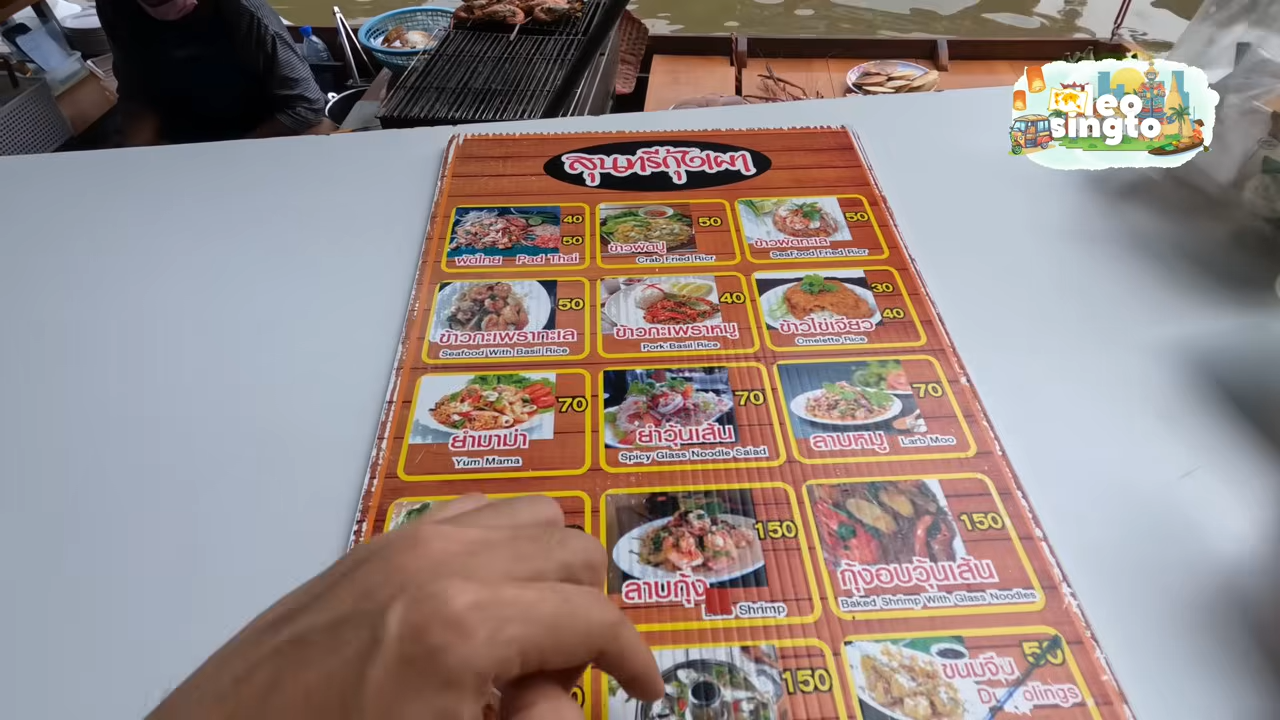 leo
singto
สุนทรีกุ้งเผา
40
50
ผัดไทย Pad Thai
50
ข้าวผัดปู
Crab Fried Ricr
50
ข้าวผัดทะเล
SeaFood Fried Ricr
50
ข้าวกะเพราทะเล
Seafood With Basil Rice
40
ข้าวกะเพราหมู
Pork Basil Rice
30
40
ข้าวไข่เจียว
Omelette Rice
70
ยำมาม่า
Yum Mama
70
ยำวุ้นเส้น
Spicy Glass Noodle Salad
70
ลาบหมู Larb Moo
150
ลาบกุ้ง
Shrimp
150
กุ้งอบวุ้นเส้น
Baked Shrimp With Glass Noodles
150
50
ขนมจีบ